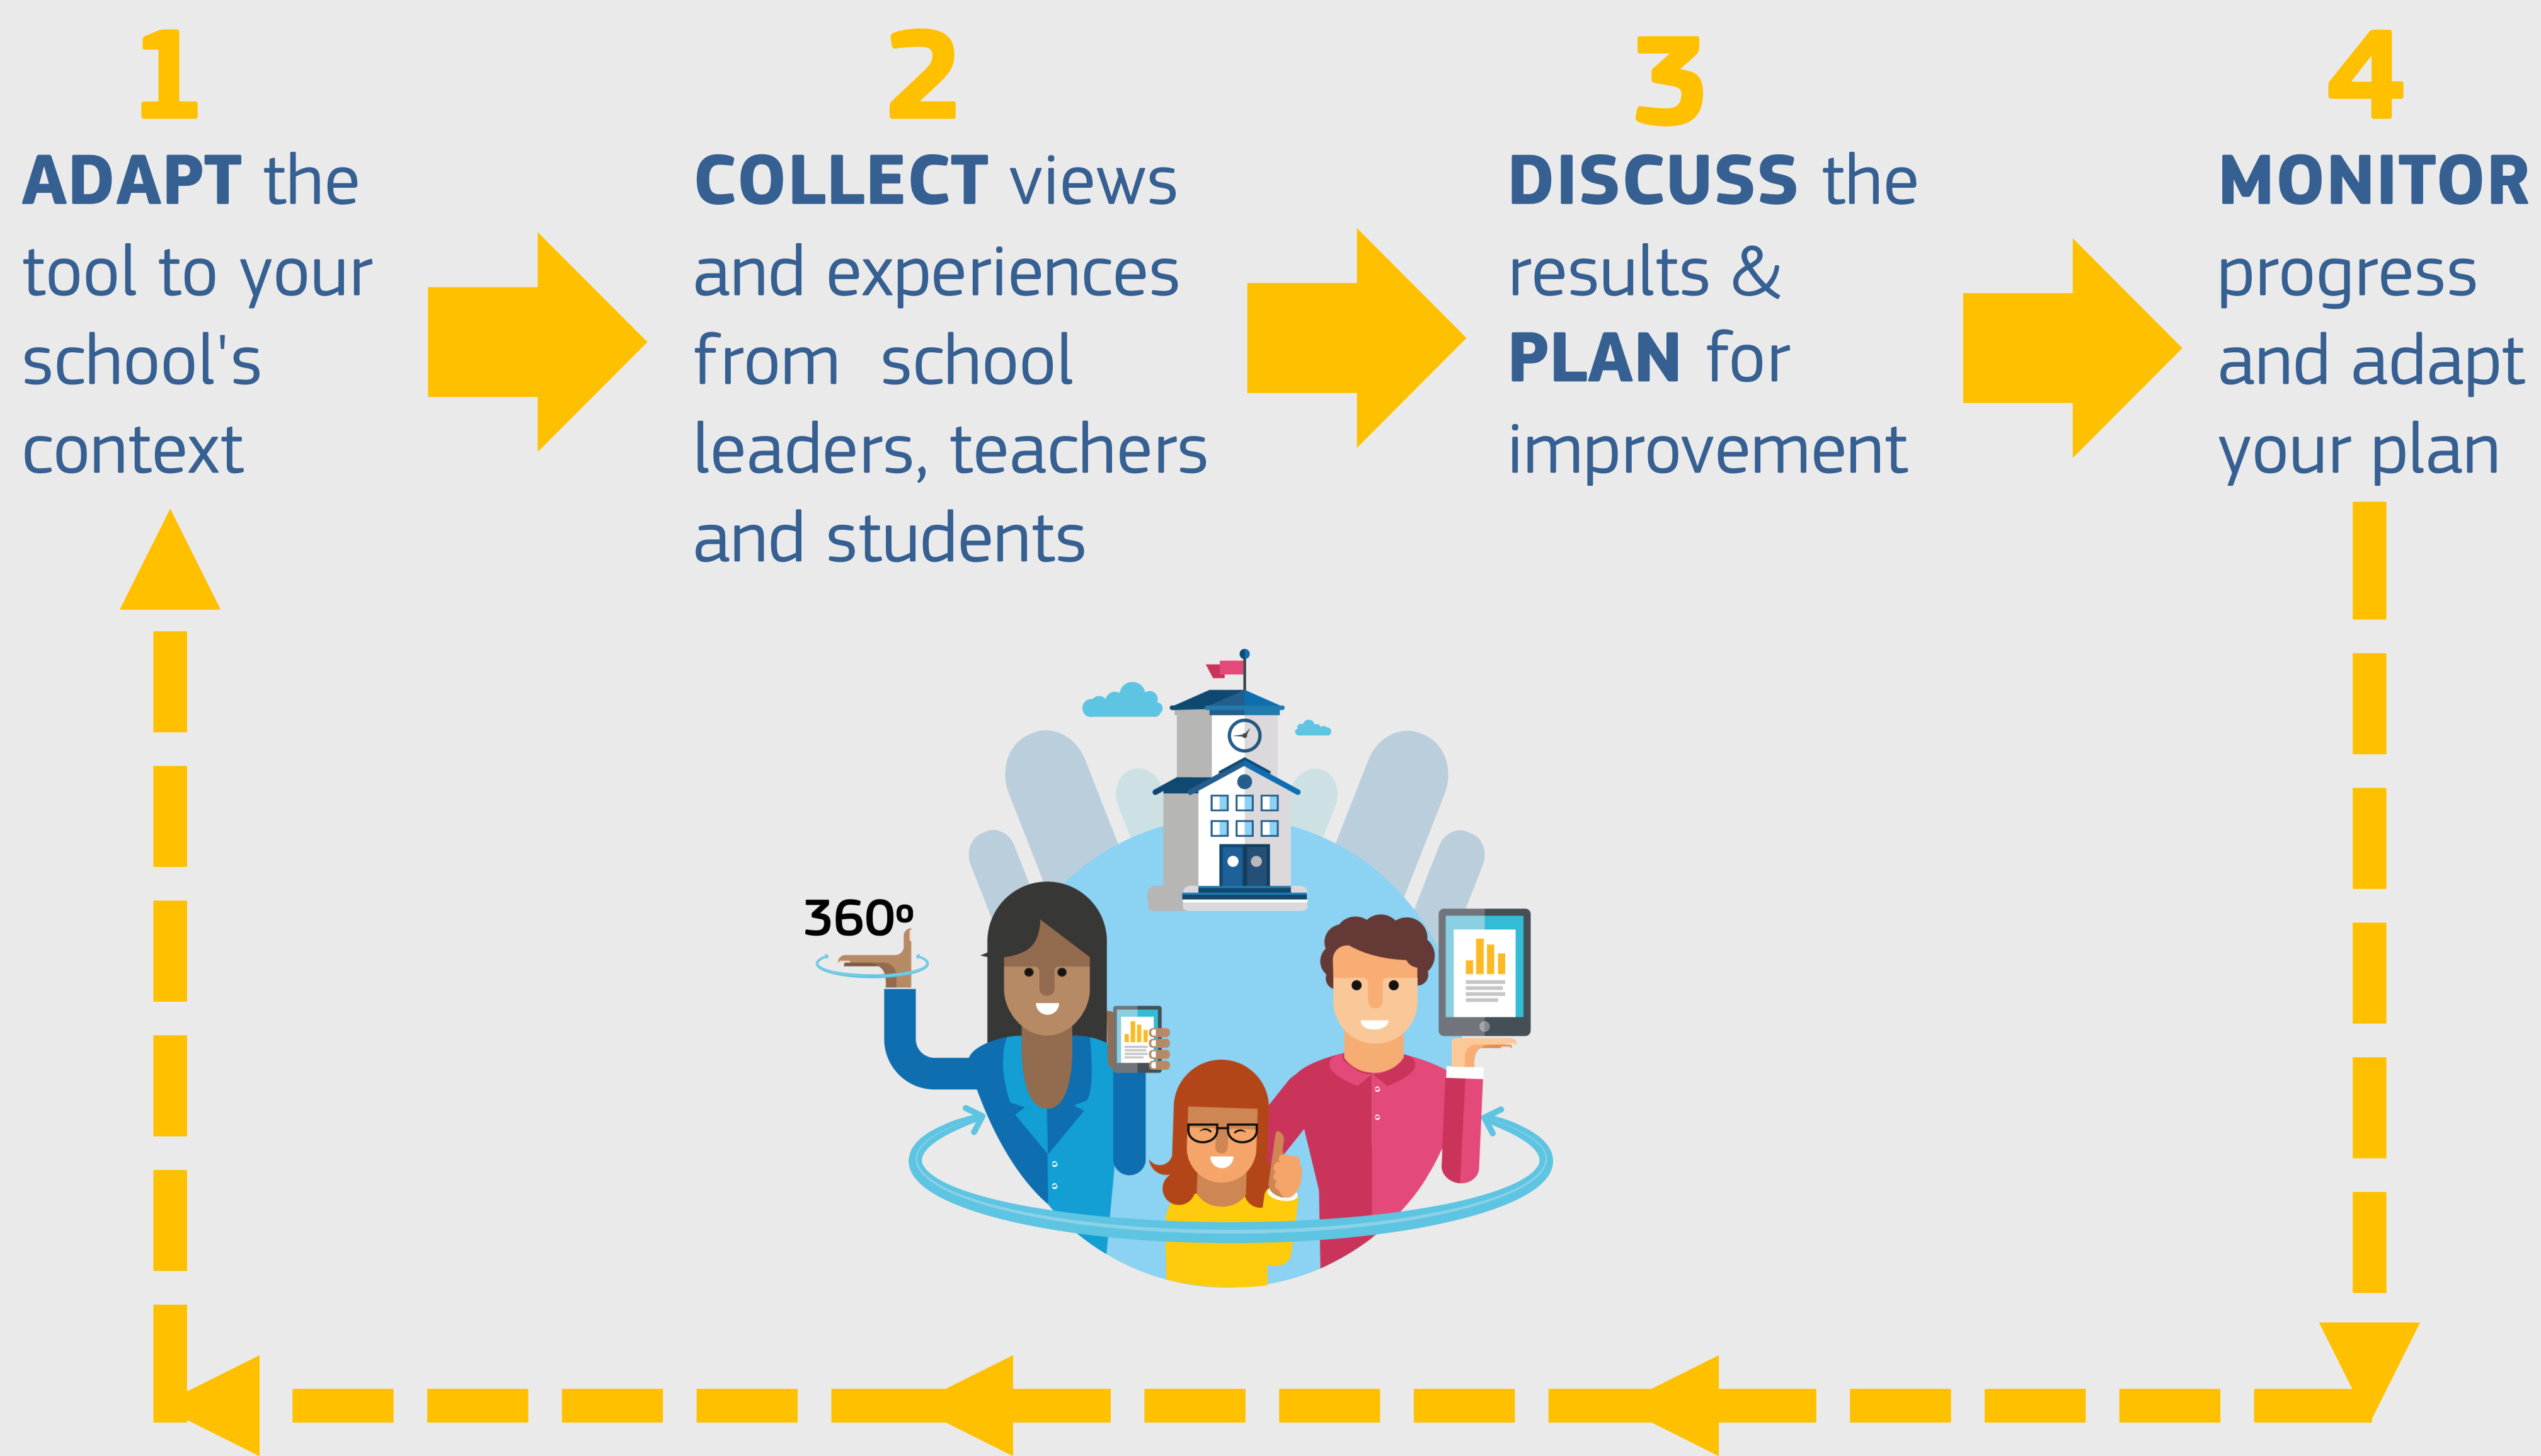 1
ADAPT the
tool to your
school's
context
2
COLLECT views
and experiences
from school
leaders, teachers
and students
3
DISCUSS the
results &
PLAN for
improvement
4
MONITOR
progress
and adapt
your plan
360º